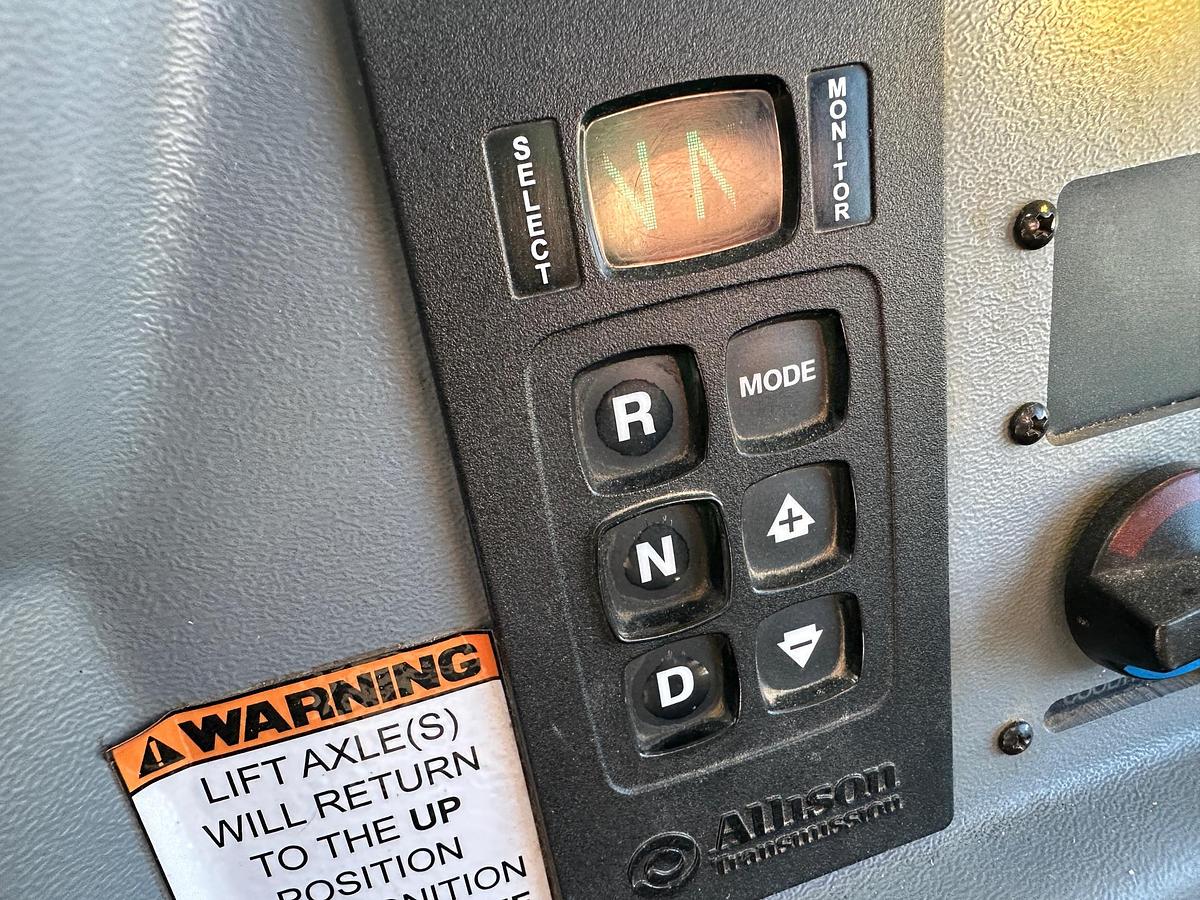 SELECT
MONITOR
R
MODE
N
+
D
-
WARNING
LIFT AXLE(S)
WILL RETURN
TO THE UP
POSITION
Allison
Transmission